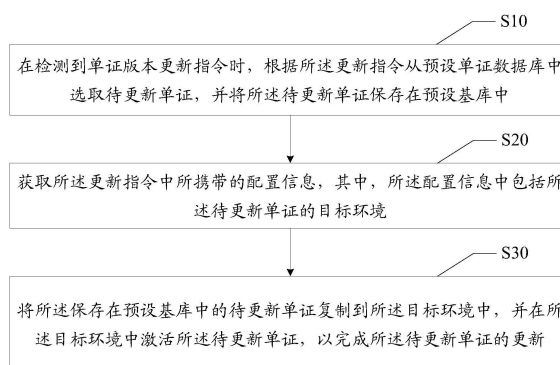 S10
在检测到单证版本更新指令时，根据所述更新指令从预设单证数据库中
选取待更新单证，并将所述待更新单证保存在预设基库中
S20
获取所述更新指令中所携带的配置信息，其中，所述配置信息中包括所
述待更新单证的目标环境
S30
将所述保存在预设基库中的待更新单证复制到所述目标环境中，并在所
述目标环境中激活所述待更新单证，以完成所述待更新单证的更新